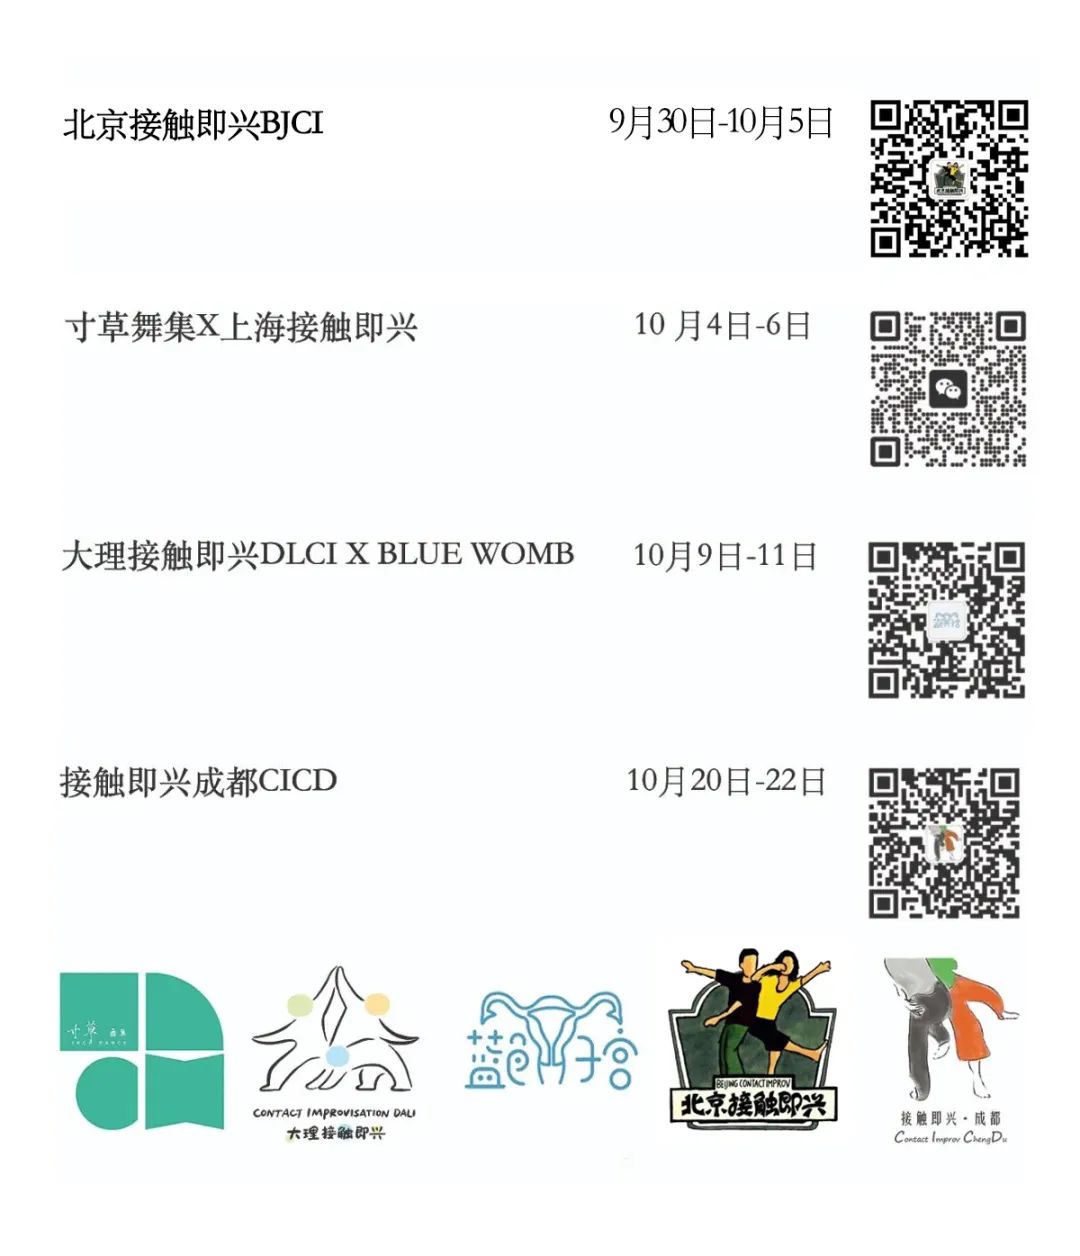 北京接触即兴BJCI 9月30日-10月5日
寸草舞集X上海接触即兴 10 月4日-6日
大理接触即兴DLCI X BLUE WOMB 10月9日-11日
接触即兴成都CICD 10月20日-22日
寸草
CONTACT IMPROVISATION DALI
大理接触即兴
蓝色子宫
BEIJING CONTACT IMPROV
北京接触即兴
接触即兴·成都
Contact Improv ChengDu